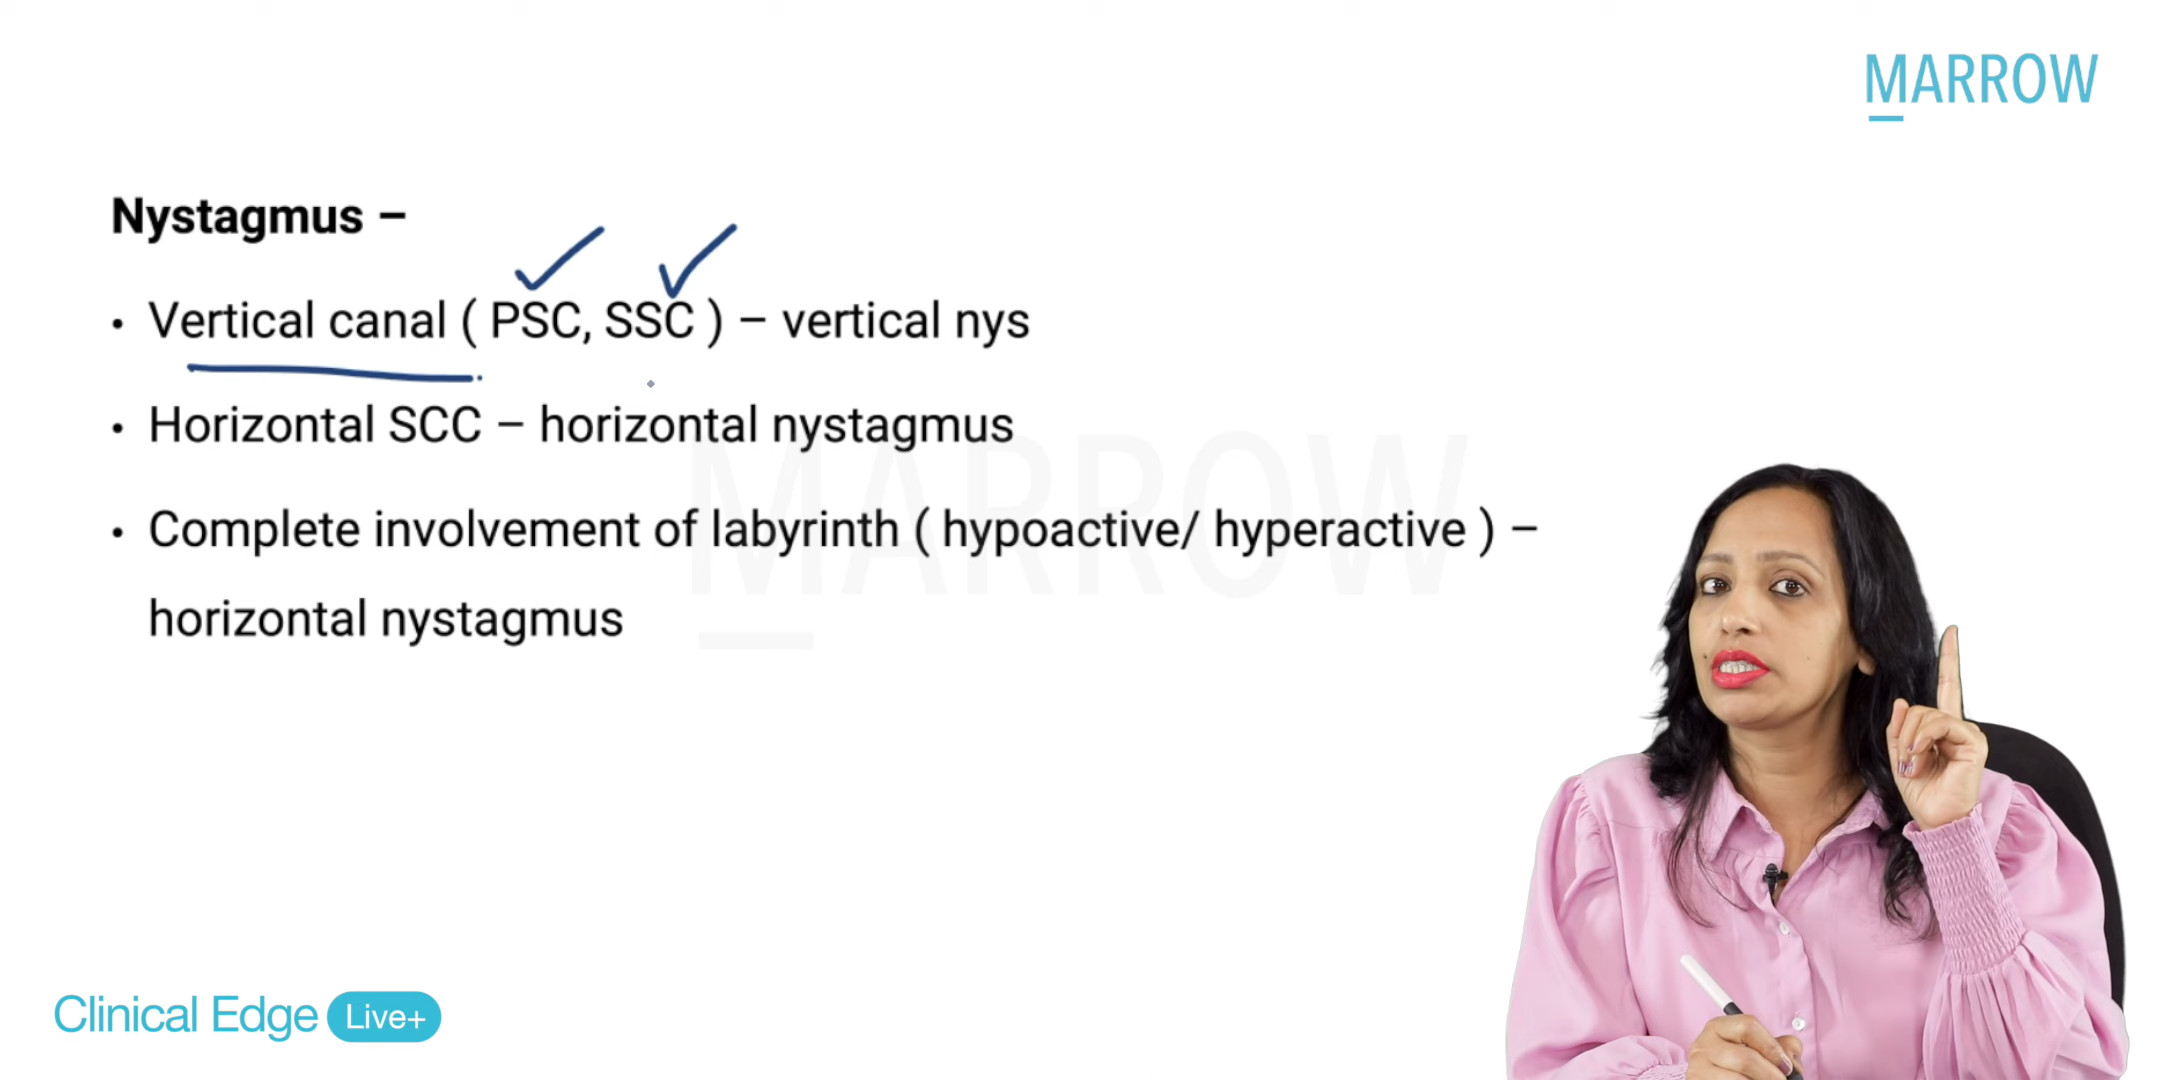 MARROW
Nystagmus –
• Vertical canal ( PSC, SSC ) – vertical nys
• Horizontal SCC – horizontal nystagmus
• Complete involvement of labyrinth ( hypoactive/ hyperactive ) –
horizontal nystagmus
MARROW
Clinical Edge Live+